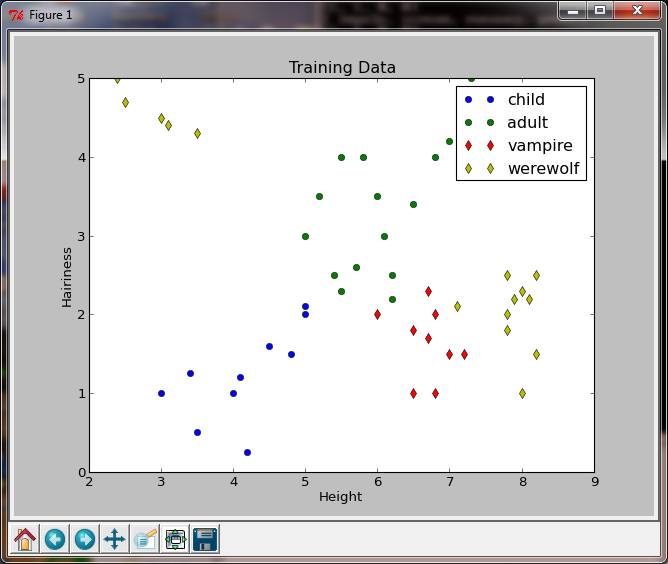 Figure 1
Training Data
child
adult
vampire
werewolf
5
4
3
2
1
0
Hairiness
2 3 4 5 6 7 8 9
Height